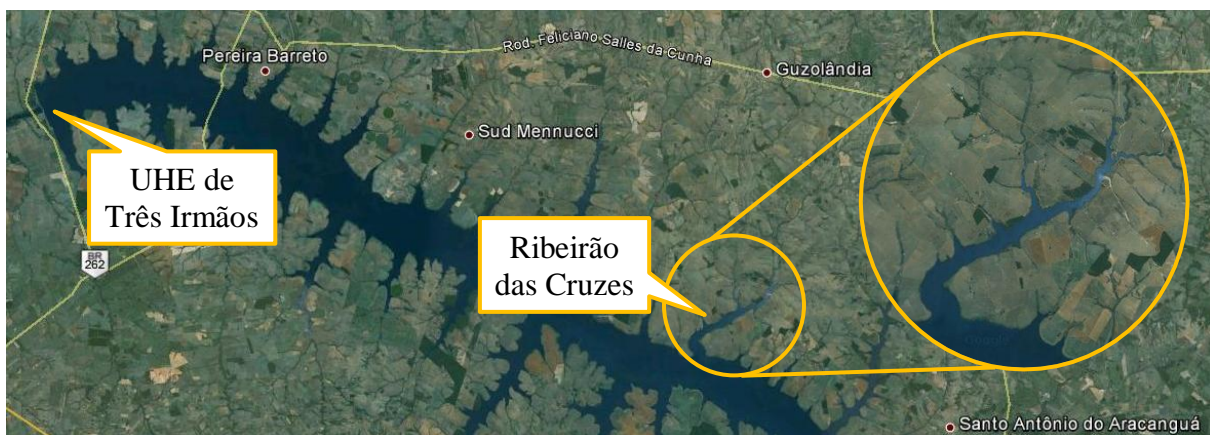 Pereira Barreto
Rod. Feliciano Salles da Cunha
Guzolândia
Sud Mennucci
UHE de
Três Irmãos
Ribeirão
das Cruzes
BR
262
Google
Santo Antônio do Aracanguá